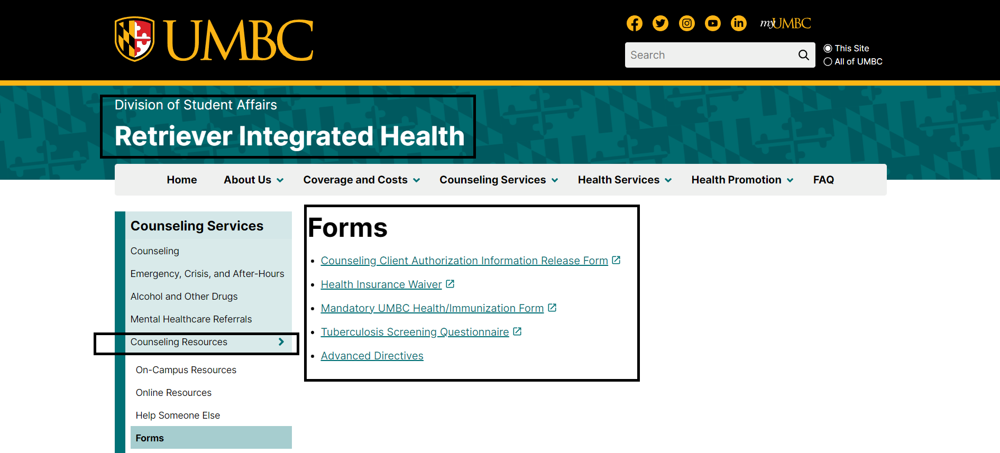 UMBC
myUMBC
Search
This Site
All of UMBC
Division of Student Affairs
Retriever Integrated Health
Home About Us Coverage and Costs Counseling Services Health Services Health Promotion FAQ
Counseling Services
Counseling
Emergency, Crisis, and After-Hours
Alcohol and Other Drugs
Mental Healthcare Referrals
Counseling Resources
On-Campus Resources
Online Resources
Help Someone Else
Forms
Forms
Counseling Client Authorization Information Release Form
Health Insurance Waiver
Mandatory UMBC Health/Immunization Form
Tuberculosis Screening Questionnaire
Advanced Directives